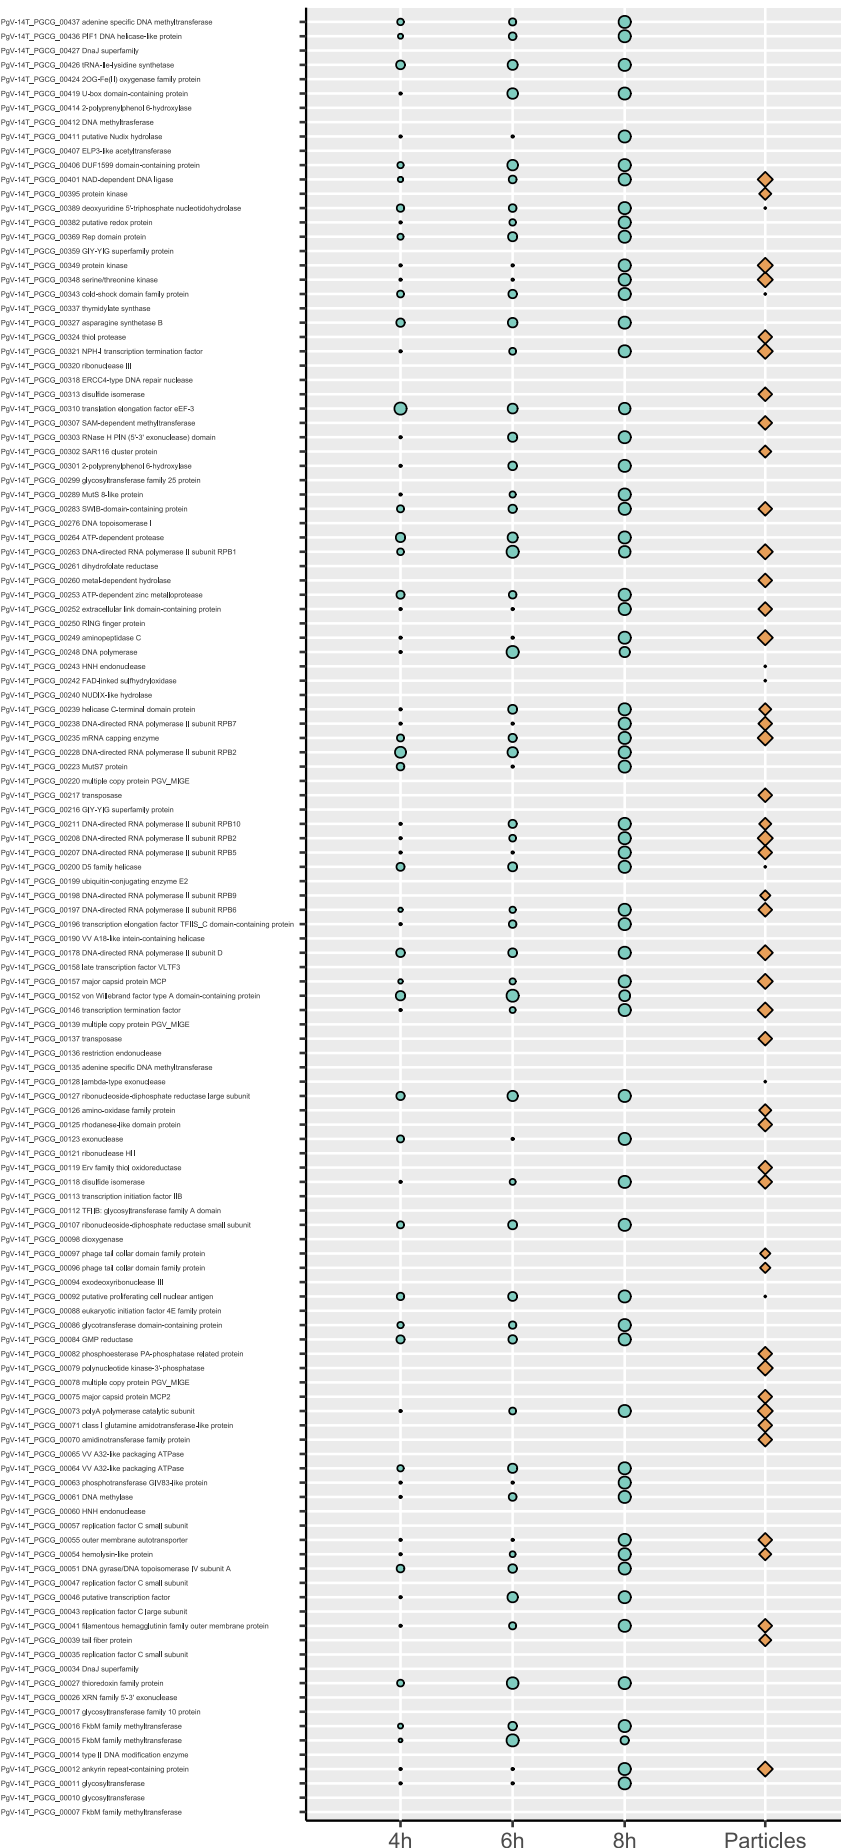 PgV-14T_PGCG_00437 adenine specific DNA methyltransferase
PgV-14T_PGCG_00436 PIF1 DNA helicase-like protein
PgV-14T_PGCG_00427 DnaJ superfamily
PgV-14T_PGCG_00426 tRNA-Ile-lysidine synthetase
PgV-14T_PGCG_00424 2OG-Fe(II) oxygenase family protein
PgV-14T_PGCG_00419 U-box domain-containing protein
PgV-14T_PGCG_00414 2-polyprenylphenol 6-hydroxylase
PgV-14T_PGCG_00412 DNA methyltrasferase
PgV-14T_PGCG_00411 putative Nudix hydrolase
PgV-14T_PGCG_00407 ELP3-like acetyltransferase
PgV-14T_PGCG_00406 DUF1599 domain-containing protein
PgV-14T_PGCG_00401 NAD-dependent DNA ligase
PgV-14T_PGCG_00395 protein kinase
PgV-14T_PGCG_00389 deoxyuridine 5'-triphosphate nucleotidohydrolase
PgV-14T_PGCG_00382 putative redox protein
PgV-14T_PGCG_00369 Rep domain protein
PgV-14T_PGCG_00359 GIY-YIG superfamily protein
PgV-14T_PGCG_00349 protein kinase
PgV-14T_PGCG_00348 serine/threonine kinase
PgV-14T_PGCG_00343 cold-shock domain family protein
PgV-14T_PGCG_00337 thymidylate synthase
PgV-14T_PGCG_00327 asparagine synthetase B
PgV-14T_PGCG_00324 thiol protease
PgV-14T_PGCG_00321 NPH-I transcription termination factor
PgV-14T_PGCG_00320 ribonuclease III
PgV-14T_PGCG_00318 ERCC4-type DNA repair nuclease
PgV-14T_PGCG_00313 disulfide isomerase
PgV-14T_PGCG_00310 translation elongation factor eEF-3
PgV-14T_PGCG_00307 SAM-dependent methyltransferase
PgV-14T_PGCG_00303 RNase H PIN (5'-3' exonuclease) domain
PgV-14T_PGCG_00302 SAR116 cluster protein
PgV-14T_PGCG_00301 2-polyprenylphenol 6-hydroxylase
PgV-14T_PGCG_00299 glycosyltransferase family 25 protein
PgV-14T_PGCG_00289 MutS 8-like protein
PgV-14T_PGCG_00283 SWIB-domain-containing protein
PgV-14T_PGCG_00276 DNA topoisomerase I
PgV-14T_PGCG_00264 ATP-dependent protease
PgV-14T_PGCG_00263 DNA-directed RNA polymerase II subunit RPB1
PgV-14T_PGCG_00261 dihydrofolate reductase
PgV-14T_PGCG_00260 metal-dependent hydrolase
PgV-14T_PGCG_00253 ATP-dependent zinc metalloprotease
PgV-14T_PGCG_00252 extracellular link domain-containing protein
PgV-14T_PGCG_00250 RING finger protein
PgV-14T_PGCG_00249 aminopeptidase C
PgV-14T_PGCG_00248 DNA polymerase
PgV-14T_PGCG_00243 HNH endonuclease
PgV-14T_PGCG_00242 FAD-linked sulfhydryloxidase
PgV-14T_PGCG_00240 NUDIX-like hydrolase
PgV-14T_PGCG_00239 helicase C-terminal domain protein
PgV-14T_PGCG_00238 DNA-directed RNA polymerase II subunit RPB7
PgV-14T_PGCG_00235 mRNA capping enzyme
PgV-14T_PGCG_00228 DNA-directed RNA polymerase II subunit RPB2
PgV-14T_PGCG_00223 MutS7 protein
PgV-14T_PGCG_00220 multiple copy protein PGV_MIGE
PgV-14T_PGCG_00217 transposase
PgV-14T_PGCG_00216 GIY-YIG superfamily protein
PgV-14T_PGCG_00211 DNA-directed RNA polymerase II subunit RPB10
PgV-14T_PGCG_00208 DNA-directed RNA polymerase II subunit RPB2
PgV-14T_PGCG_00207 DNA-directed RNA polymerase II subunit RPB5
PgV-14T_PGCG_00200 D5 family helicase
PgV-14T_PGCG_00199 ubiquitin-conjugating enzyme E2
PgV-14T_PGCG_00198 DNA-directed RNA polymerase II subunit RPB9
PgV-14T_PGCG_00197 DNA-directed RNA polymerase II subunit RPB6
PgV-14T_PGCG_00196 transcription elongation factor TFIIS_C domain-containing protein
PgV-14T_PGCG_00190 VV A18-like intein-containing helicase
PgV-14T_PGCG_00178 DNA-directed RNA polymerase II subunit D
PgV-14T_PGCG_00158 late transcription factor VLTF3
PgV-14T_PGCG_00157 major capsid protein MCP
PgV-14T_PGCG_00152 von Willebrand factor type A domain-containing protein
PgV-14T_PGCG_00146 transcription termination factor
PgV-14T_PGCG_00139 multiple copy protein PGV_MIGE
PgV-14T_PGCG_00137 transposase
PgV-14T_PGCG_00136 restriction endonuclease
PgV-14T_PGCG_00135 adenine specific DNA methyltransferase
PgV-14T_PGCG_00128 lambda-type exonuclease
PgV-14T_PGCG_00127 ribonucleoside-diphosphate reductase large subunit
PgV-14T_PGCG_00126 amino-oxidase family protein
PgV-14T_PGCG_00125 rhodanese-like domain protein
PgV-14T_PGCG_00123 exonuclease
PgV-14T_PGCG_00121 ribonuclease HII
PgV-14T_PGCG_00119 Erv family thiol oxidoreductase
PgV-14T_PGCG_00118 disulfide isomerase
PgV-14T_PGCG_00113 transcription initiation factor IIB
PgV-14T_PGCG_00112 TFIIB: glycosyltransferase family A domain
PgV-14T_PGCG_00107 ribonucleoside-diphosphate reductase small subunit
PgV-14T_PGCG_00098 dioxygenase
PgV-14T_PGCG_00097 phage tail collar domain family protein
PgV-14T_PGCG_00096 phage tail collar domain family protein
PgV-14T_PGCG_00094 exodeoxyribonuclease III
PgV-14T_PGCG_00092 putative proliferating cell nuclear antigen
PgV-14T_PGCG_00088 eukaryotic initiation factor 4E family protein
PgV-14T_PGCG_00086 glycotransferase domain-containing protein
PgV-14T_PGCG_00084 GMP reductase
PgV-14T_PGCG_00082 phosphoesterase PA-phosphatase related protein
PgV-14T_PGCG_00079 polynucleotide kinase-3'-phosphatase
PgV-14T_PGCG_00078 multiple copy protein PGV_MIGE
PgV-14T_PGCG_00075 major capsid protein MCP2
PgV-14T_PGCG_00073 polyA polymerase catalytic subunit
PgV-14T_PGCG_00071 class I glutamine amidotransferase-like protein
PgV-14T_PGCG_00070 amidinotransferase family protein
PgV-14T_PGCG_00065 VV A32-like packaging ATPase
PgV-14T_PGCG_00064 VV A32-like packaging ATPase
PgV-14T_PGCG_00063 phosphotransferase GIV83-like protein
PgV-14T_PGCG_00061 DNA methylase
PgV-14T_PGCG_00060 HNH endonuclease
PgV-14T_PGCG_00057 replication factor C small subunit
PgV-14T_PGCG_00055 outer membrane autotransporter
PgV-14T_PGCG_00054 hemolysin-like protein
PgV-14T_PGCG_00051 DNA gyrase/DNA topoisomerase IV subunit A
PgV-14T_PGCG_00047 replication factor C small subunit
PgV-14T_PGCG_00046 putative transcription factor
PgV-14T_PGCG_00043 replication factor C large subunit
PgV-14T_PGCG_00041 filamentous hemagglutinin family outer membrane protein
PgV-14T_PGCG_00039 tail fiber protein
PgV-14T_PGCG_00035 replication factor C small subunit
PgV-14T_PGCG_00034 DnaJ superfamily
PgV-14T_PGCG_00027 thioredoxin family protein
PgV-14T_PGCG_00026 XRN family 5'-3' exonuclease
PgV-14T_PGCG_00017 glycosyltransferase family 10 protein
PgV-14T_PGCG_00016 FkbM family methyltransferase
PgV-14T_PGCG_00015 FkbM family methyltransferase
PgV-14T_PGCG_00014 type II DNA modification enzyme
PgV-14T_PGCG_00012 ankyrin repeat-containing protein
PgV-14T_PGCG_00011 glycosyltransferase
PgV-14T_PGCG_00010 glycosyltransferase
PgV-14T_PGCG_00007 FkbM family methyltransferase
4h 6h 8h Particles